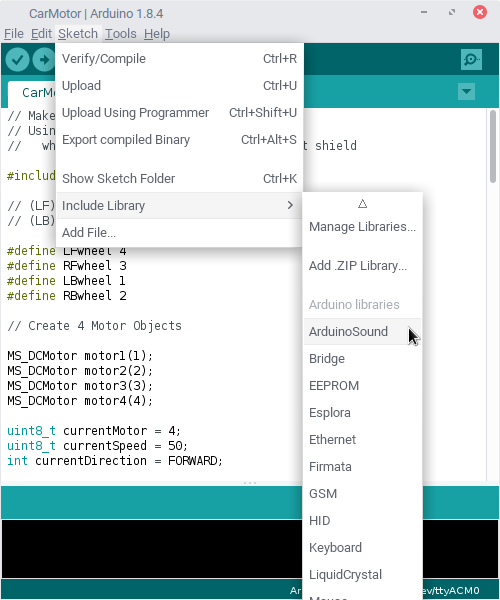 CarMotor | Arduino 1.8.4
File Edit Sketch Tools Help
Verify/Compile Ctrl+R
Upload Ctrl+U
Upload Using Programmer Ctrl+Shift+U
Export compiled Binary Ctrl+Alt+S
Show Sketch Folder Ctrl+K
Include Library
Add File...
Manage Libraries...
Add .ZIP Library...
Arduino libraries
ArduinoSound
Bridge
EEPROM
Esplora
Ethernet
Firmata
GSM
HID
Keyboard
LiquidCrystal
// Make
// Usin
// wh t shield
#includ
// (LF)
// (LB)
#define LFwheel 4
#define RFwheel 3
#define LBwheel 1
#define RBwheel 2
// Create 4 Motor Objects
MS_DCMotor motor1(1);
MS_DCMotor motor2(2);
MS_DCMotor motor3(3);
MS_DCMotor motor4(4);
uint8_t currentMotor = 4;
uint8_t currentSpeed = 50;
int currentDirection = FORWARD;
Ar ev/ttyACM0